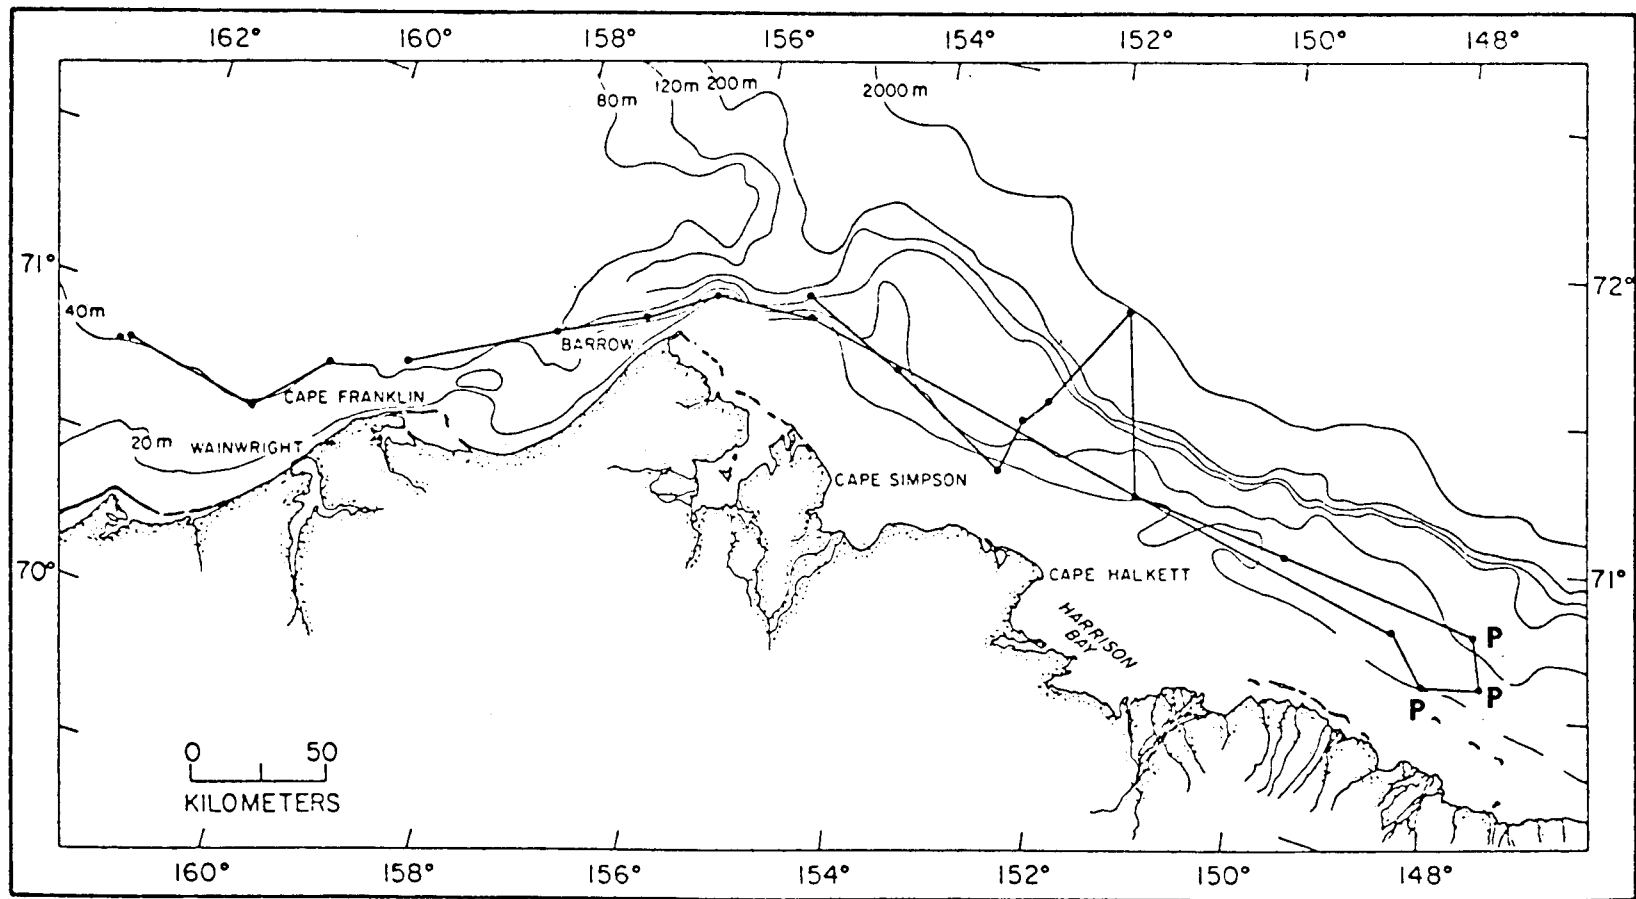 162° 160° 158° 156° 154° 152° 150° 148°
80m 120m 200m 2000m
71°
72°
40m
BARROW
CAPE FRANKLIN
20m WAINWRIGHT
CAPE SIMPSON
70°
CAPE HALKETT
71°
HARRISON
BAY
P
P
P
0 50
KILOMETERS
160° 158° 156° 154° 152° 150° 148°